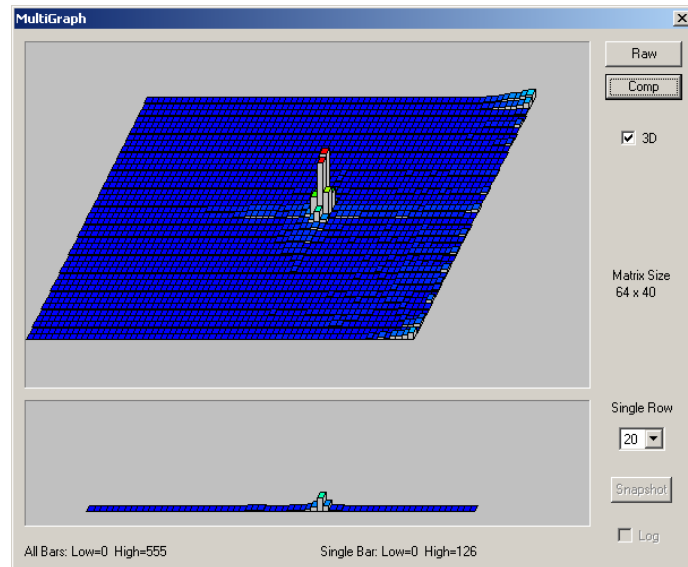 MultiGraph
Raw
Comp
3D
Matrix Size
64 x 40
Single Row
20
Snapshot
Log
All Bars: Low=0 High=555
Single Bar: Low=0 High=126